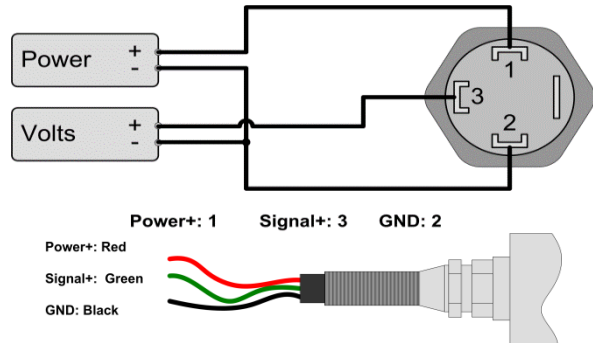 Power + -
1
3
2
Volts + -
Power+: 1 Signal+: 3 GND: 2
Power+: Red
Signal+: Green
GND: Black